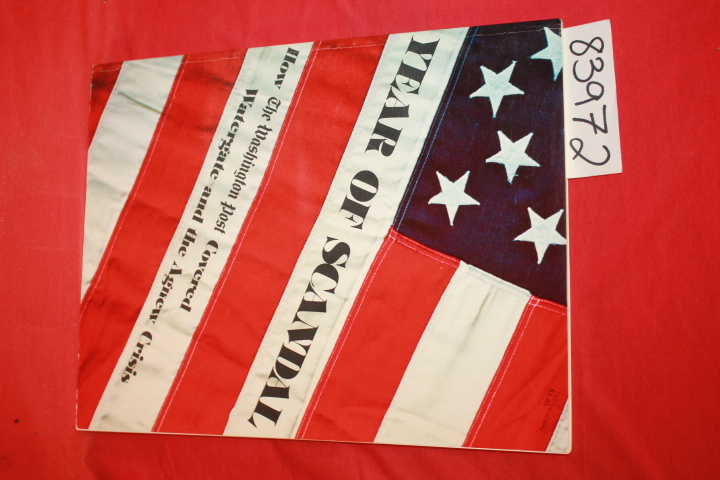 YEAR OF SCANDAL
How The Washington Post Covered
Watergate and the Agnew Crisis
83972